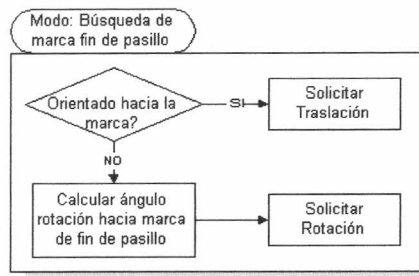 Modo: Búsqueda de
marca fin de pasillo
Orientado hacia la
marca?
SI
Solicitar
Traslación
NO
Calcular ángulo
rotación hacia marca
de fin de pasillo
Solicitar
Rotación